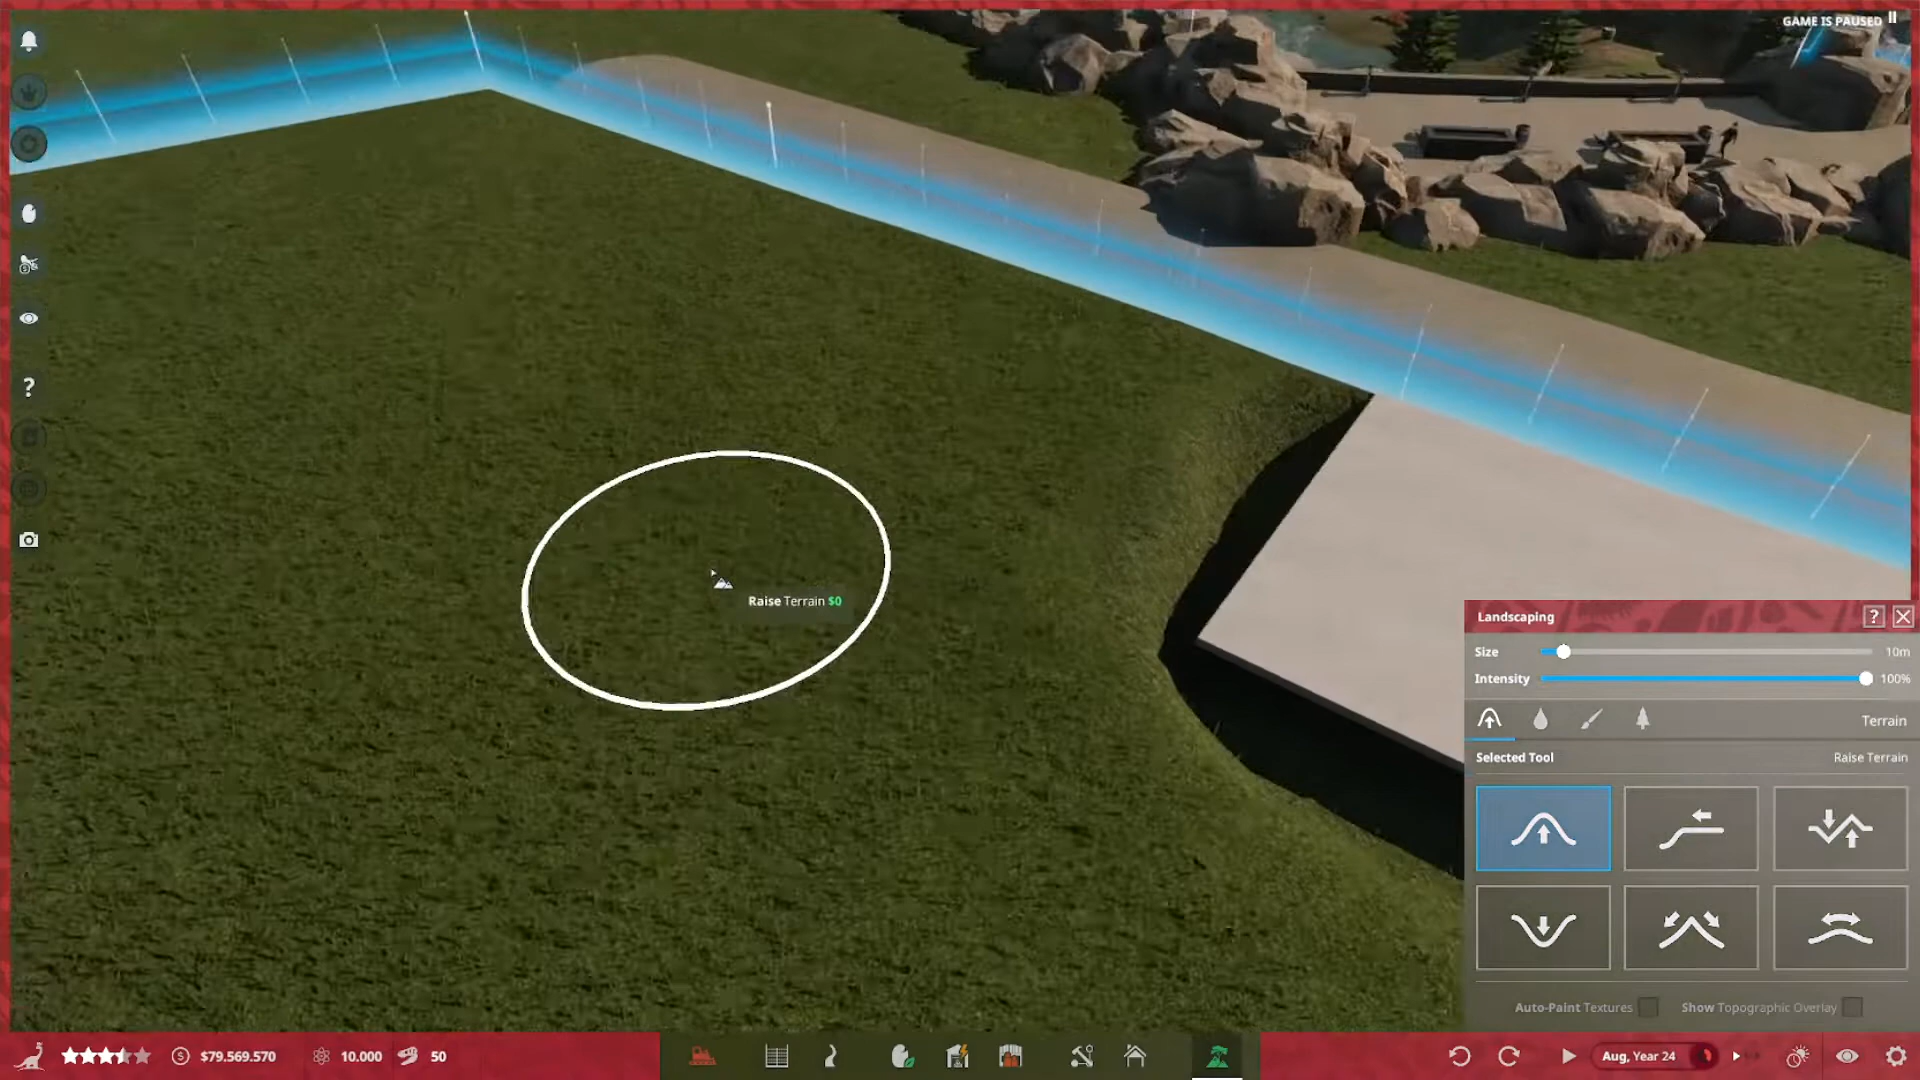 GAME IS PAUSED
?
Raise Terrain $0
Landscaping ?
Size 10m
Intensity 100%
Terrain
Selected Tool Raise Terrain
Auto-Paint Textures Show Topographic Overlay
$79.569.570 10.000 50 Aug, Year 24